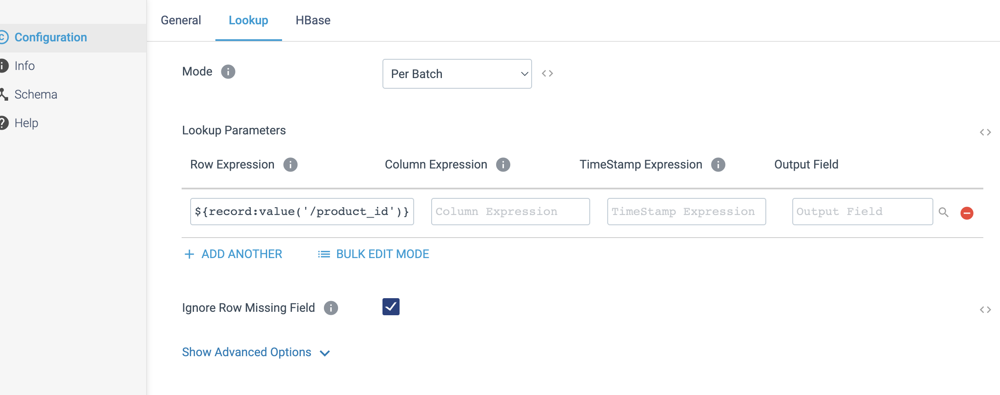 General Lookup HBase
Configuration
Info
Schema
Help
Mode
Per Batch
Lookup Parameters
Row Expression Column Expression TimeStamp Expression Output Field
${record:value('/product_id')} Column Expression TimeStamp Expression Output Field
ADD ANOTHER BULK EDIT MODE
Ignore Row Missing Field
Show Advanced Options